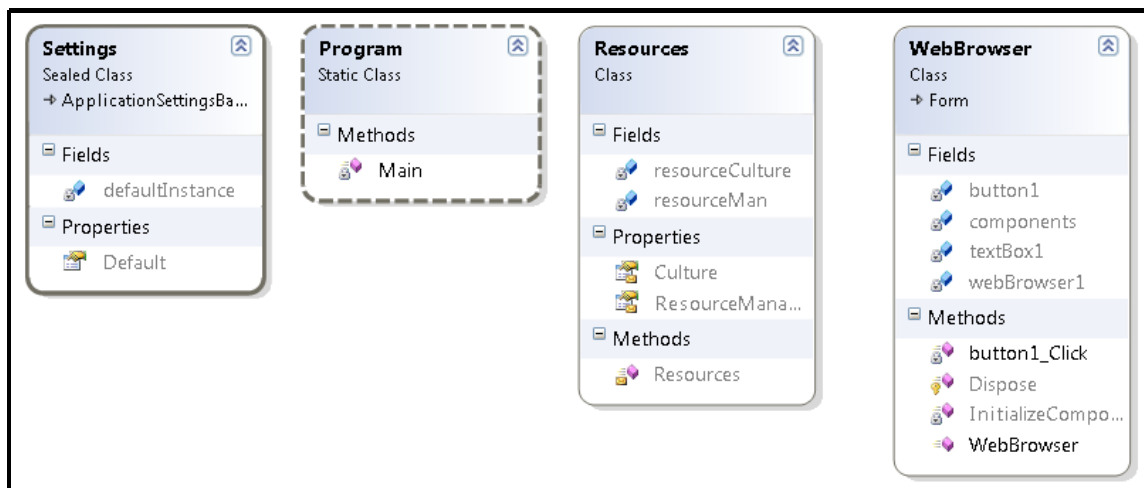 Settings
Sealed Class
→ ApplicationSettingsBa...
Fields
defaultInstance
Properties
Default
Program
Static Class
Methods
Main
Resources
Class
Fields
resourceCulture
resourceMan
Properties
Culture
ResourceMana...
Methods
Resources
WebBrowser
Class
→ Form
Fields
button1
components
textBox1
webBrowser1
Methods
button1_Click
Dispose
InitializeCompo...
WebBrowser